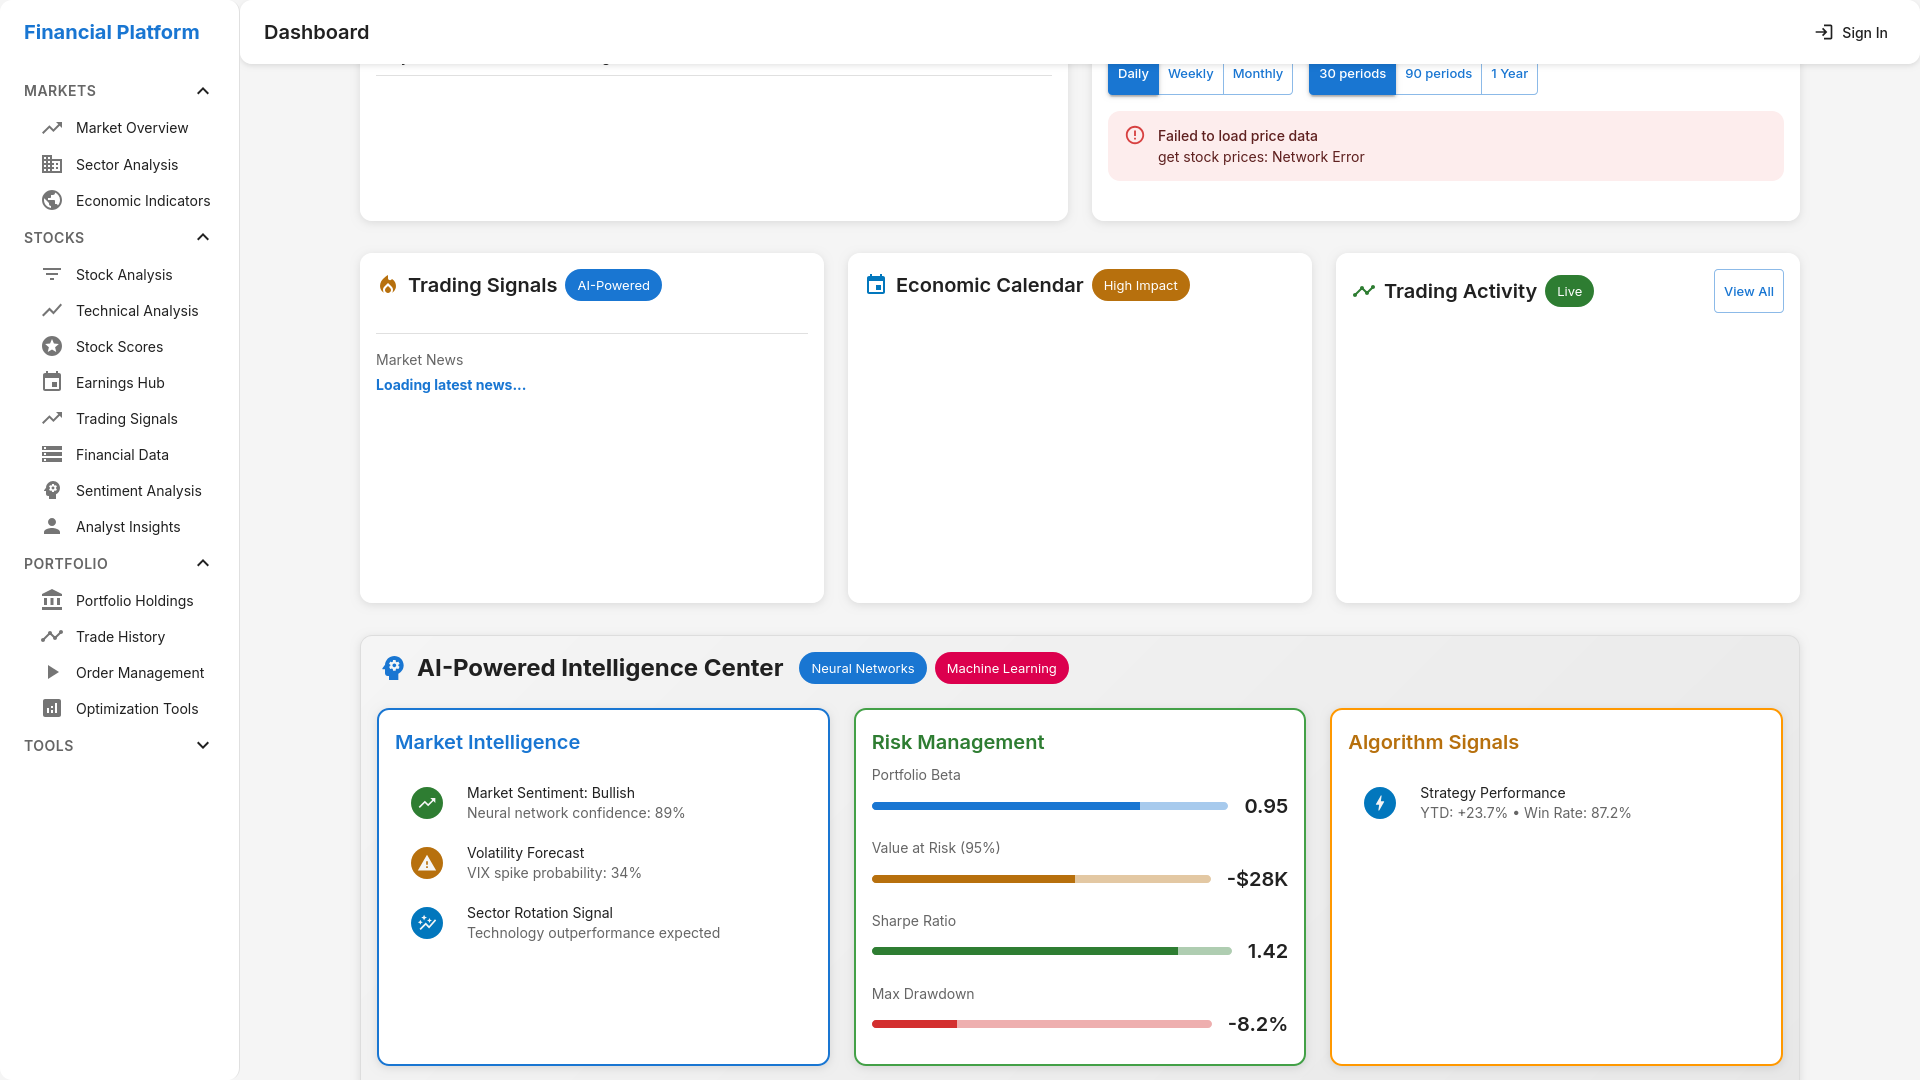 Financial Platform
MARKETS
Market Overview
Sector Analysis
Economic Indicators
STOCKS
Stock Analysis
Technical Analysis
Stock Scores
Earnings Hub
Trading Signals
Financial Data
Sentiment Analysis
Analyst Insights
PORTFOLIO
Portfolio Holdings
Trade History
Order Management
Optimization Tools
TOOLS
Dashboard
Sign In
Daily Weekly Monthly 30 periods 90 periods 1 Year
Failed to load price data
get stock prices: Network Error
Trading Signals AI-Powered
Market News
Loading latest news...
Economic Calendar High Impact
Trading Activity Live View All
AI-Powered Intelligence Center Neural Networks Machine Learning
Market Intelligence
Market Sentiment: Bullish
Neural network confidence: 89%
Volatility Forecast
VIX spike probability: 34%
Sector Rotation Signal
Technology outperformance expected
Risk Management
Portfolio Beta
0.95
Value at Risk (95%)
-$28K
Sharpe Ratio
1.42
Max Drawdown
-8.2%
Algorithm Signals
Strategy Performance
YTD: +23.7% • Win Rate: 87.2%